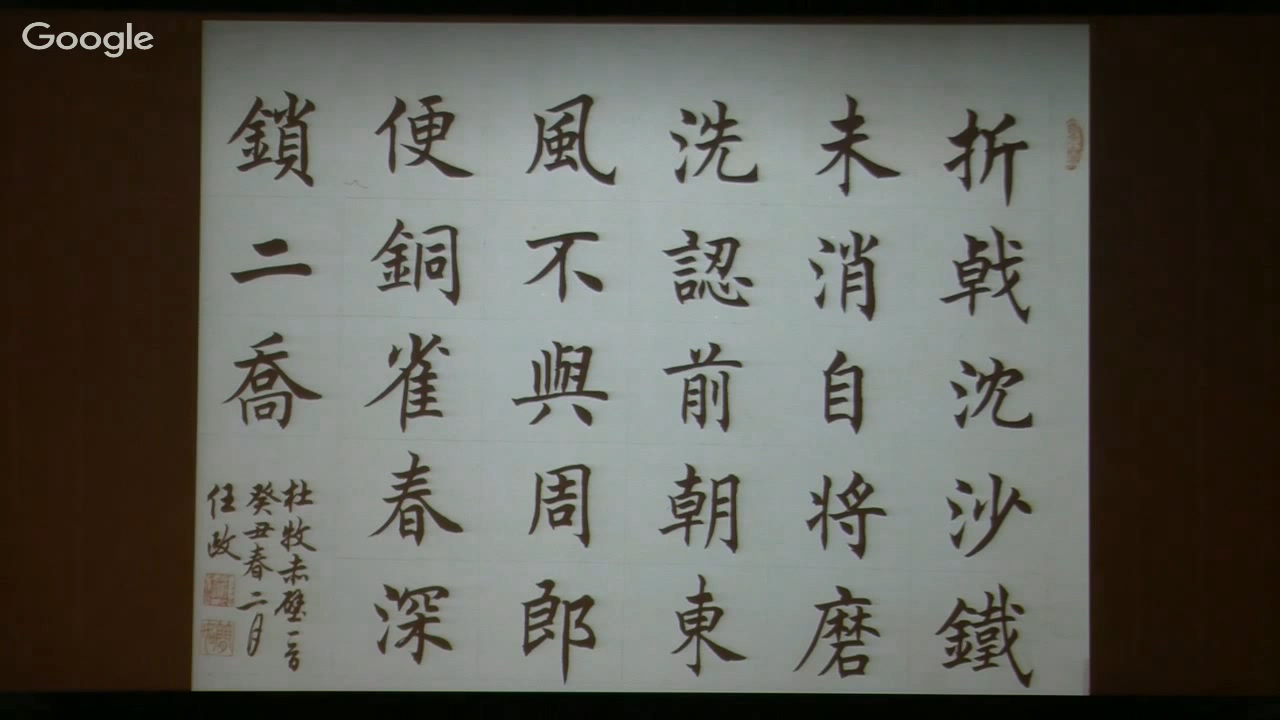 Google
折戟沈沙鐵
未消自將磨
洗認前朝東
風不與周郎
便銅雀春深
鎖二喬
杜牧赤壁一首
癸丑春二月
任政